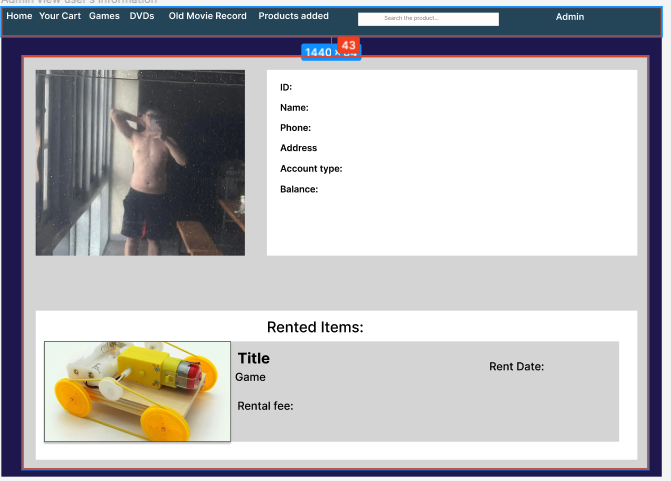 Admin View user's information
Home Your Cart Games DVDs Old Movie Record Products added Search the product... Admin
43
1440 ×
ID:
Name:
Phone:
Address
Account type:
Balance:
Rented Items:
Title
Game
Rent Date:
Rental fee: